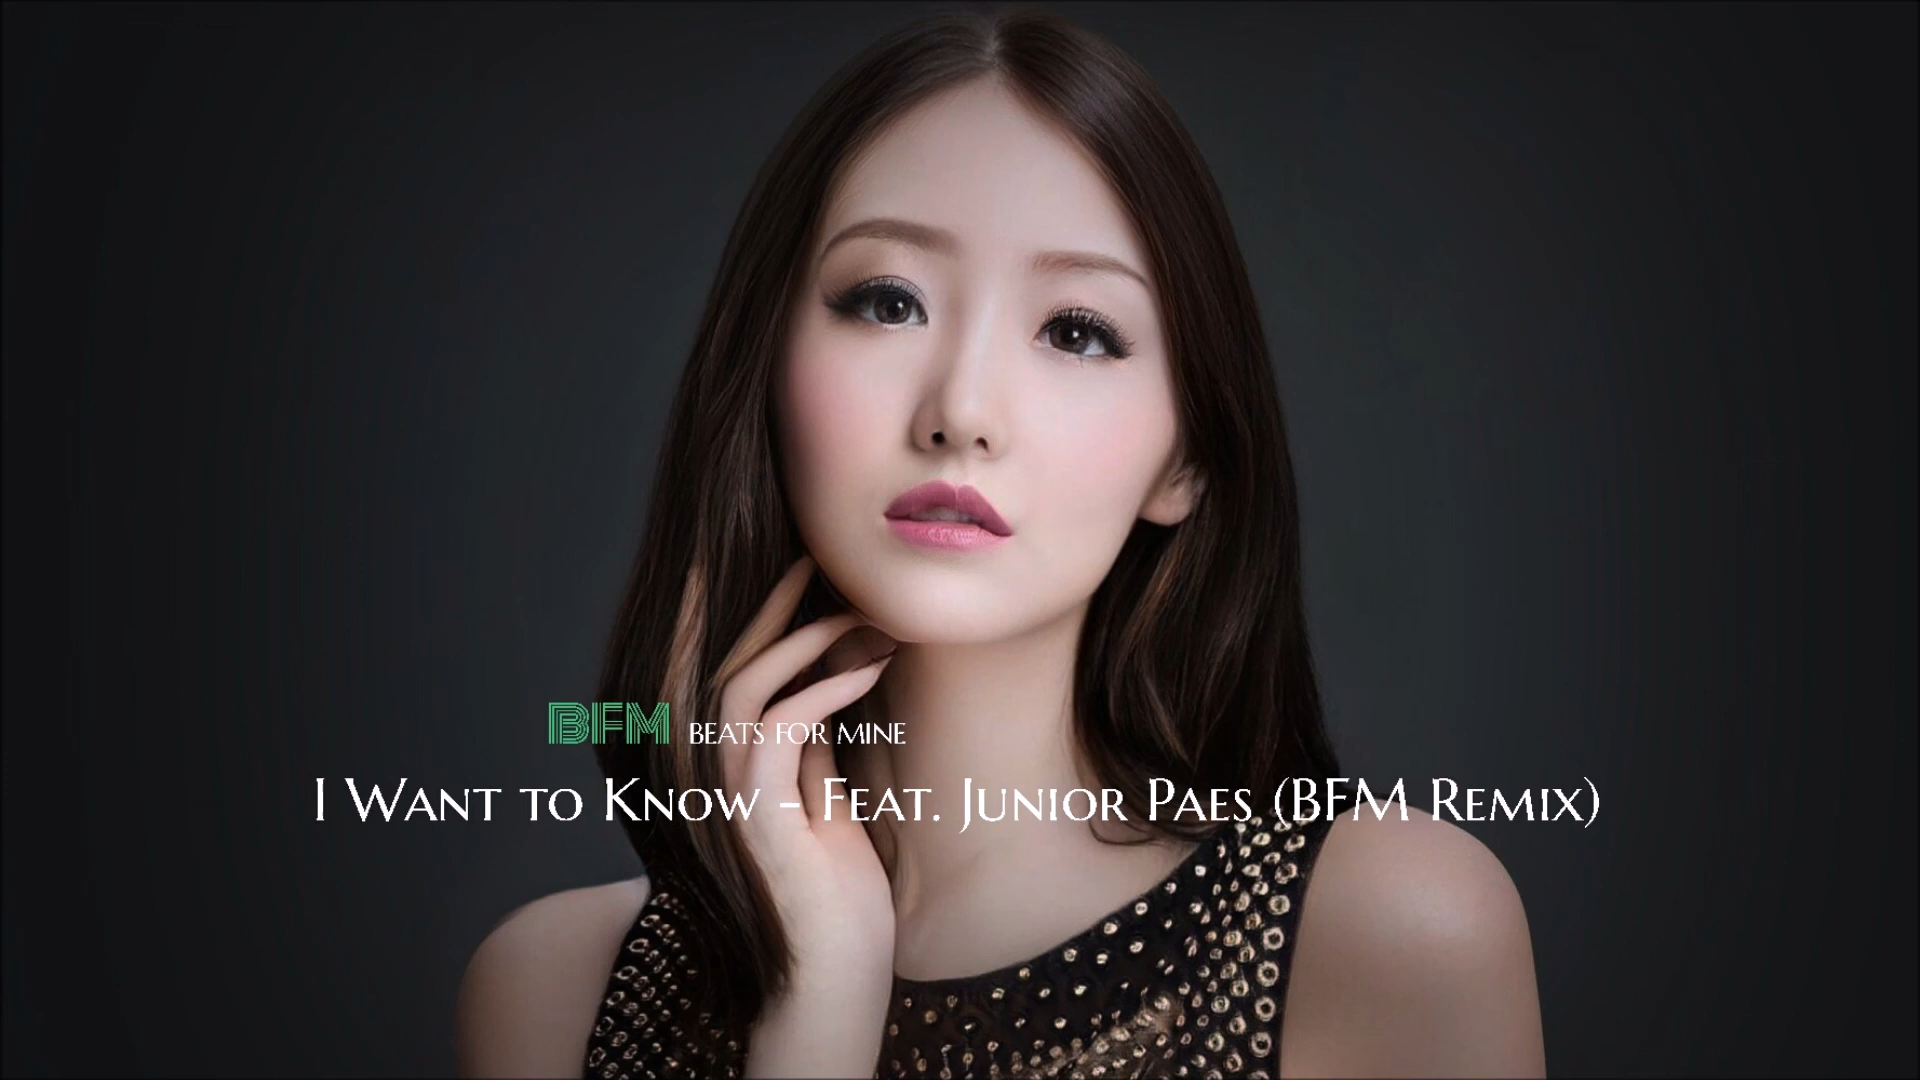 BFM BEATS FOR MINE
I Want to Know - Feat. Junior Paes (BFM Remix)